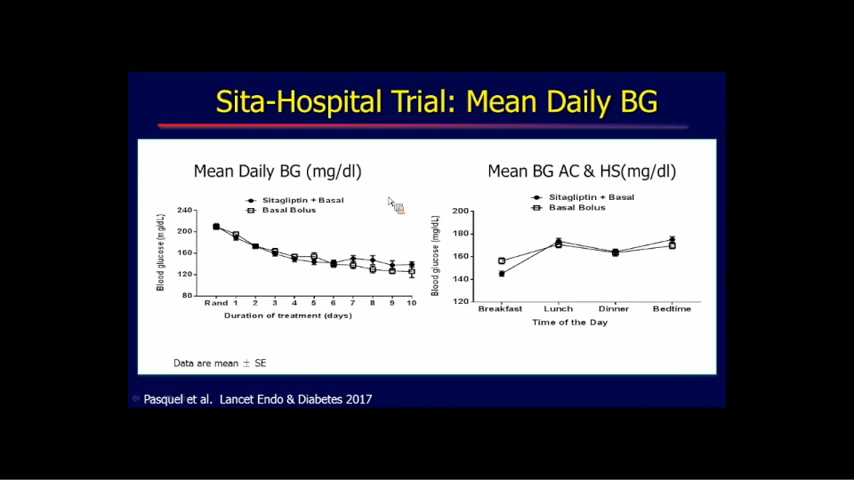 Sita-Hospital Trial: Mean Daily BG
Mean Daily BG (mg/dl)
Sitagliptin + Basal
Basal Bolus
Blood glucose (mg/dL)
240
200
160
120
80
Rand 1 2 3 4 5 6 7 8 9 10
Duration of treatment (days)
Mean BG AC & HS(mg/dl)
Sitagliptin + Basal
Basal Bolus
Blood glucose (mg/dL)
200
180
160
140
120
Breakfast Lunch Dinner Bedtime
Time of the Day
Data are mean ± SE
Pasquel et al. Lancet Endo & Diabetes 2017